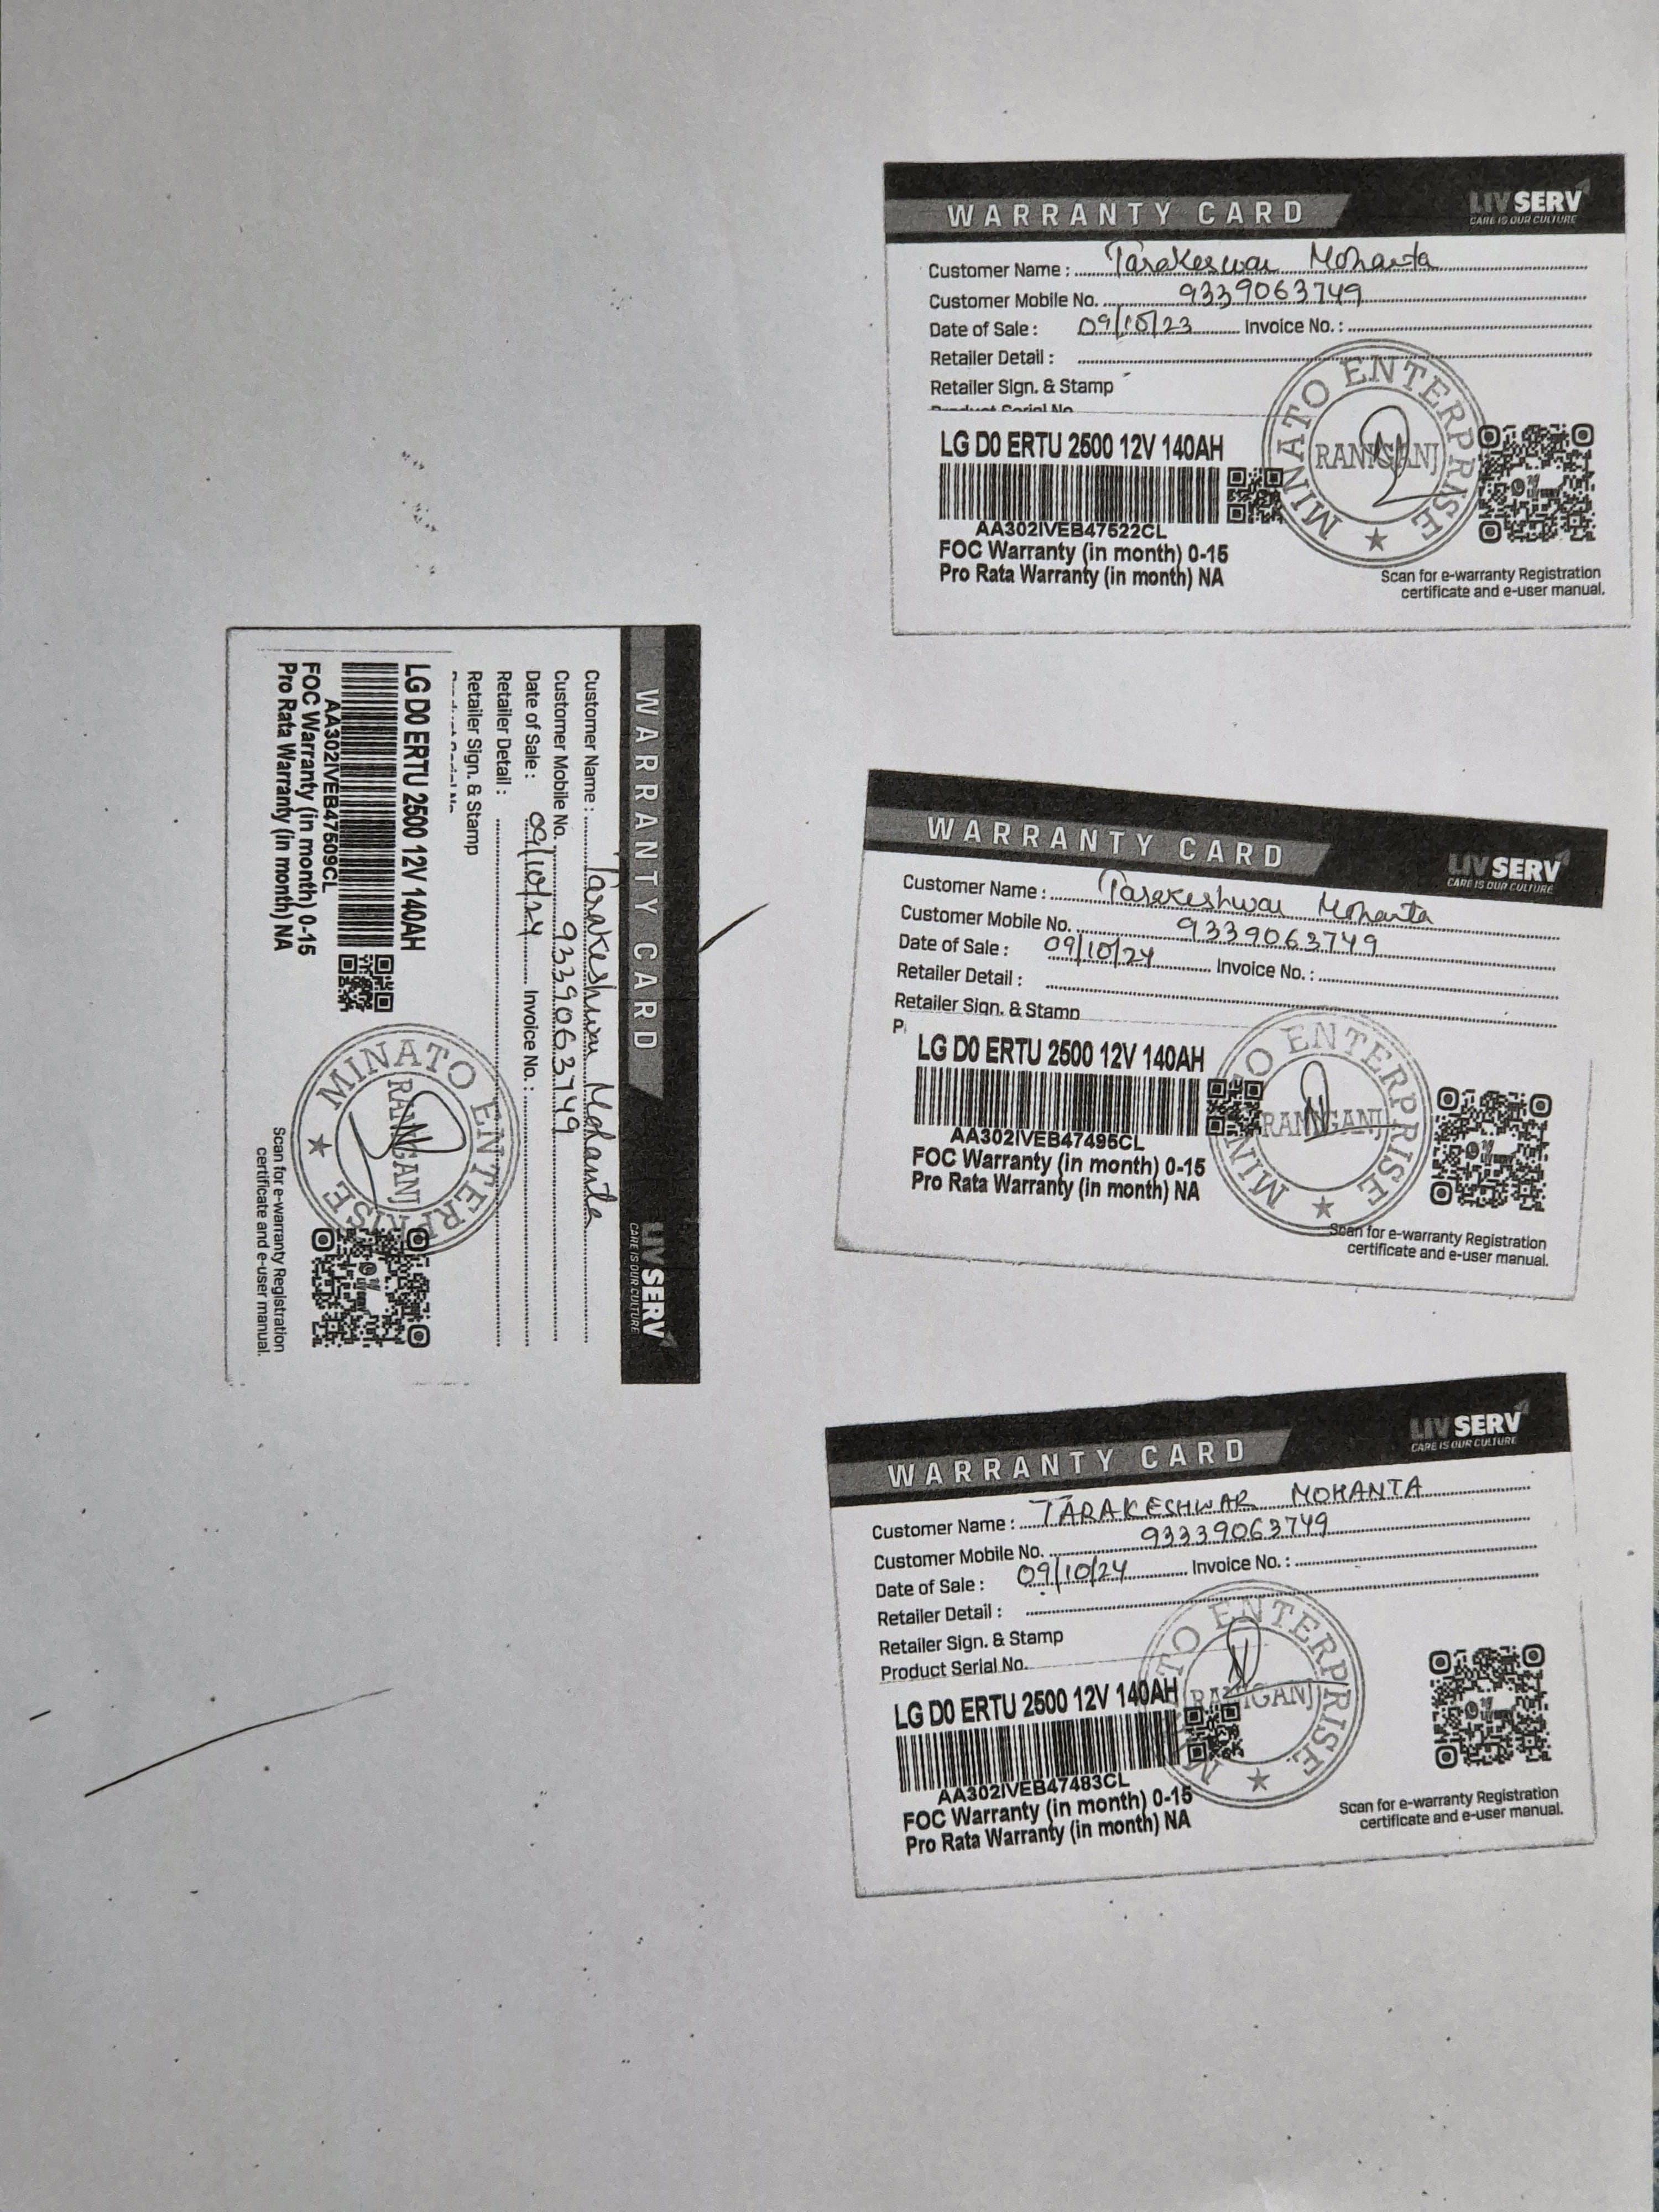 WARRANTY CARD
LIVSERV
CARE IS OUR CULTURE
Customer Name : Tarakeswar Mohanta
Customer Mobile No. 9339063749
Date of Sale : 09/10/23 Invoice No. :
Retailer Detail :
Retailer Sign. & Stamp
Product Serial No.
MINATO ENTERPRISE
RANIGANJ
LG D0 ERTU 2500 12V 140AH
AA302IVEB47522CL
FOC Warranty (in month) 0-15
Pro Rata Warranty (in month) NA
Scan for e-warranty Registration
certificate and e-user manual.
WARRANTY CARD
LIVSERV
CARE IS OUR CULTURE
Customer Name : Tarakeshwar Mohanta
Customer Mobile No. 9339063749
Date of Sale : 09/10/24 Invoice No. :
Retailer Detail :
Retailer Sign. & Stamp
LG D0 ERTU 2500 12V 140AH
AA302IVEB47509CL
FOC Warranty (in month) 0-15
Pro Rata Warranty (in month) NA
MINATO ENTERPRISE
RANIGANJ
Scan for e-warranty Registration
certificate and e-user manual.
WARRANTY CARD
LIVSERV
CARE IS OUR CULTURE
Customer Name : Tarakeshwar Mohanta
Customer Mobile No. 9339063749
Date of Sale : 09/10/24 Invoice No. :
Retailer Detail :
Retailer Sign. & Stamp
P
LG D0 ERTU 2500 12V 140AH
AA302IVEB47495CL
FOC Warranty (in month) 0-15
Pro Rata Warranty (in month) NA
MINATO ENTERPRISE
RANIGANJ
Scan for e-warranty Registration
certificate and e-user manual.
WARRANTY CARD
LIVSERV
CARE IS OUR CULTURE
Customer Name : TARAKESHWAR MOHANTA
Customer Mobile No. 93339063749
Date of Sale : 09/10/24 Invoice No. :
Retailer Detail :
Retailer Sign. & Stamp
Product Serial No.
LG D0 ERTU 2500 12V 140AH
AA302IVEB47483CL
FOC Warranty (in month) 0-15
Pro Rata Warranty (in month) NA
ENTERPRISE
RANIGANJ
Scan for e-warranty Registration
certificate and e-user manual.